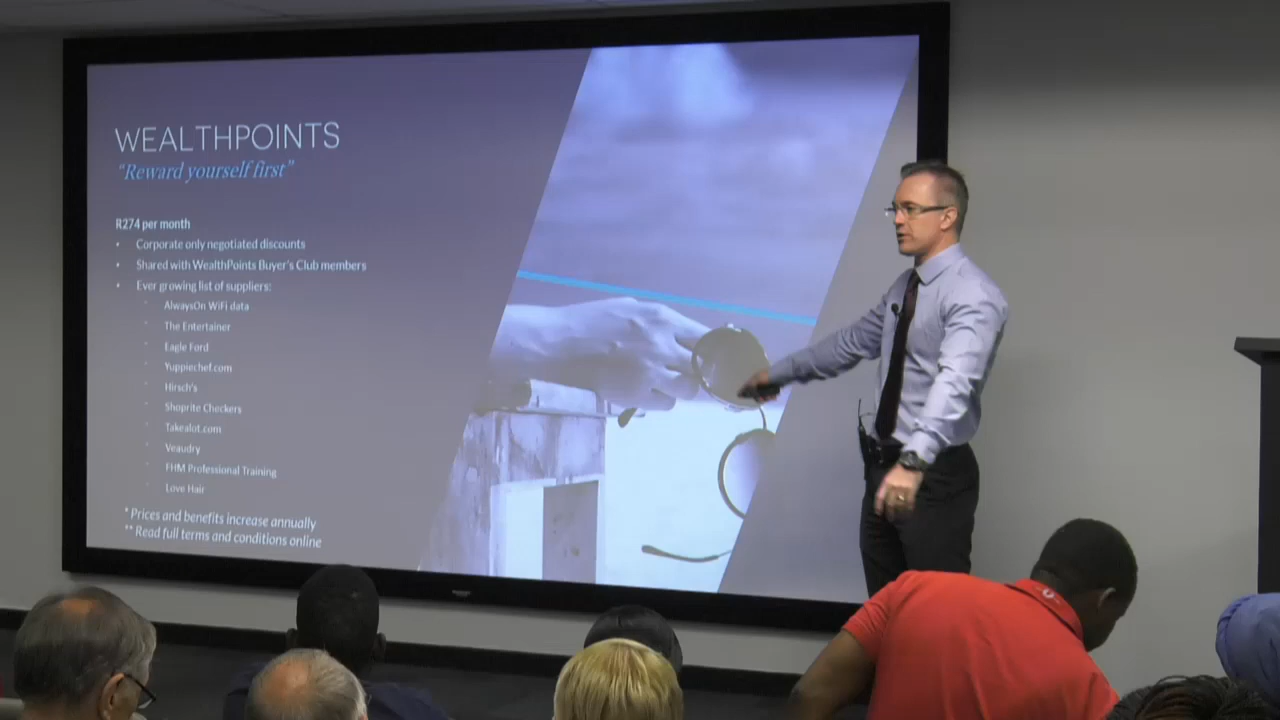 WEALTHPOINTS
“Reward yourself first”
R274 per month
• Corporate only negotiated discounts
• Shared with WealthPoints Buyer's Club members
• Ever growing list of suppliers:
- AlwaysOn WiFi data
- The Entertainer
- Eagle Ford
- Yuppiechef.com
- Hirsch's
- Shoprite Checkers
- Takealot.com
- Veaudry
- FHM Professional Training
- Love Hair
* Prices and benefits increase annually
** Read full terms and conditions online